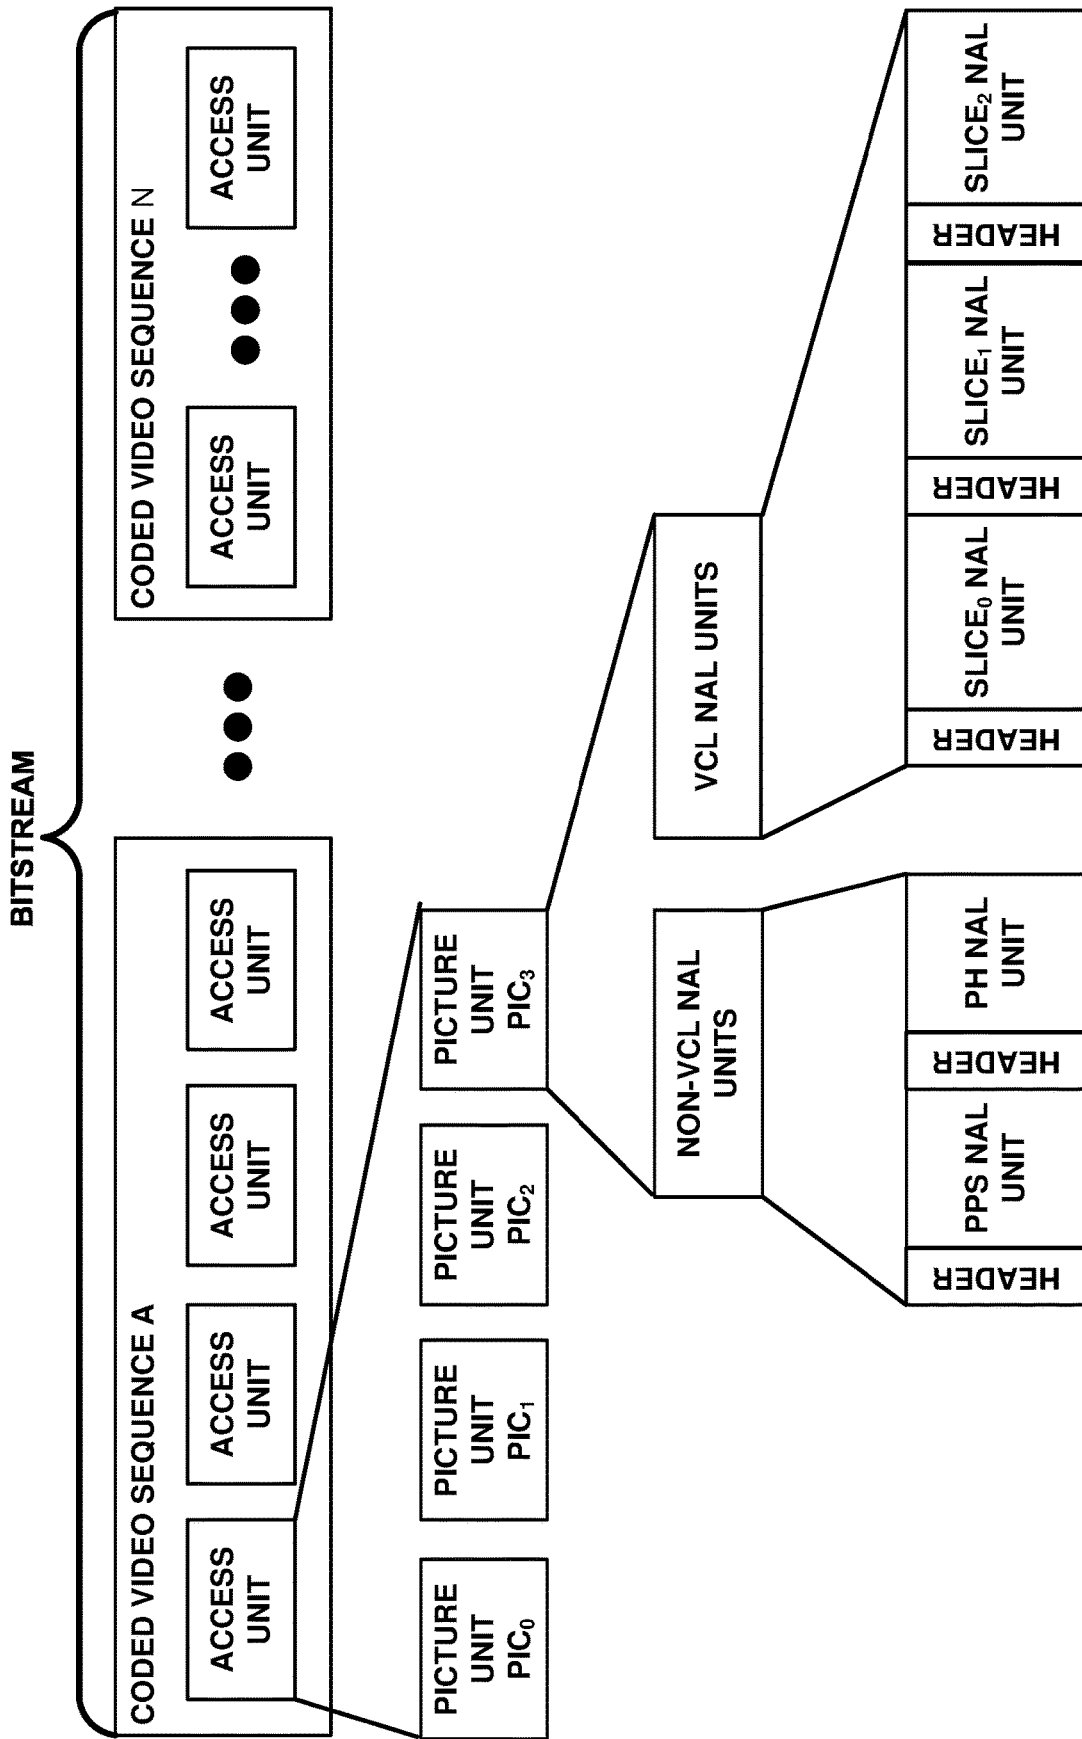 BITSTREAM
CODED VIDEO SEQUENCE A
ACCESS
UNIT
ACCESS
UNIT
ACCESS
UNIT
ACCESS
UNIT
CODED VIDEO SEQUENCE N
ACCESS
UNIT
ACCESS
UNIT
PICTURE
UNIT
PIC₀
PICTURE
UNIT
PIC₁
PICTURE
UNIT
PIC₂
PICTURE
UNIT
PIC₃
NON-VCL NAL
UNITS
VCL NAL UNITS
HEADER
PPS NAL
UNIT
HEADER
PH NAL
UNIT
HEADER
SLICE₀ NAL
UNIT
HEADER
SLICE₁ NAL
UNIT
HEADER
SLICE₂ NAL
UNIT